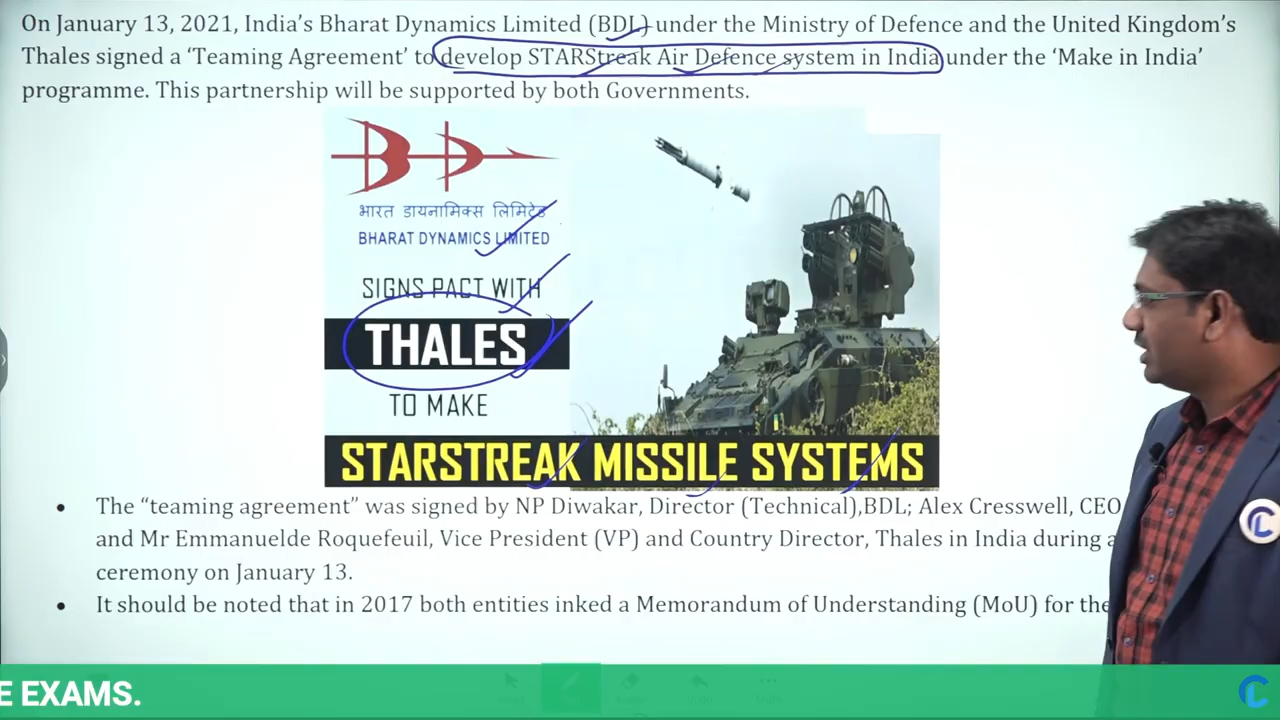 On January 13, 2021, India’s Bharat Dynamics Limited (BDL) under the Ministry of Defence and the United Kingdom’s
Thales signed a ‘Teaming Agreement’ to develop STARStreak Air Defence system in India under the ‘Make in India’
programme. This partnership will be supported by both Governments.
भारत डायनामिक्स लिमिटेड
BHARAT DYNAMICS LIMITED
SIGNS PACT WITH
THALES
TO MAKE
STARSTREAK MISSILE SYSTEMS
• The “teaming agreement” was signed by NP Diwakar, Director (Technical),BDL; Alex Cresswell, CEO
and Mr Emmanuelde Roquefeuil, Vice President (VP) and Country Director, Thales in India during a
ceremony on January 13.
• It should be noted that in 2017 both entities inked a Memorandum of Understanding (MoU) for the
E EXAMS.